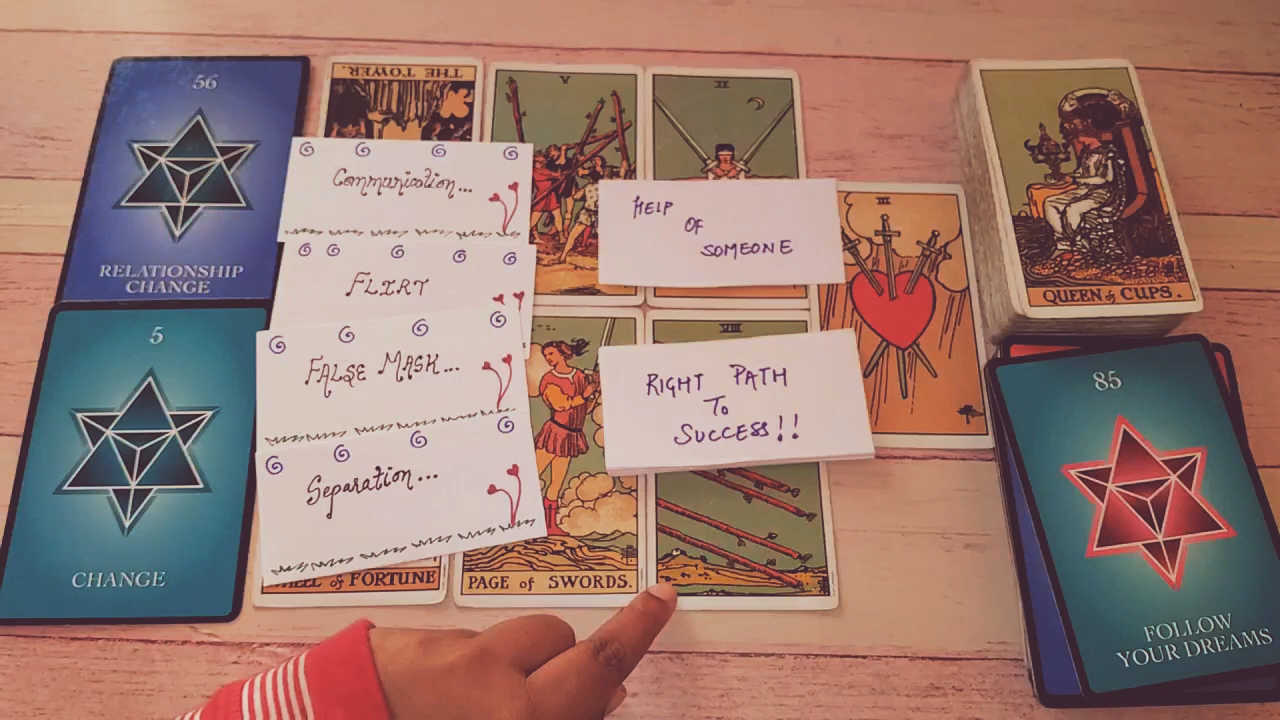 56
RELATIONSHIP
CHANGE
5
CHANGE
THE TOWER.
V
II
Communication...
FLIRT
FALSE MASK...
Separation...
OF FORTUNE
HELP
OF
SOMEONE
III
PAGE of SWORDS.
VIII
RIGHT PATH
TO
SUCCESS!!
QUEEN of CUPS.
85
FOLLOW
YOUR DREAMS